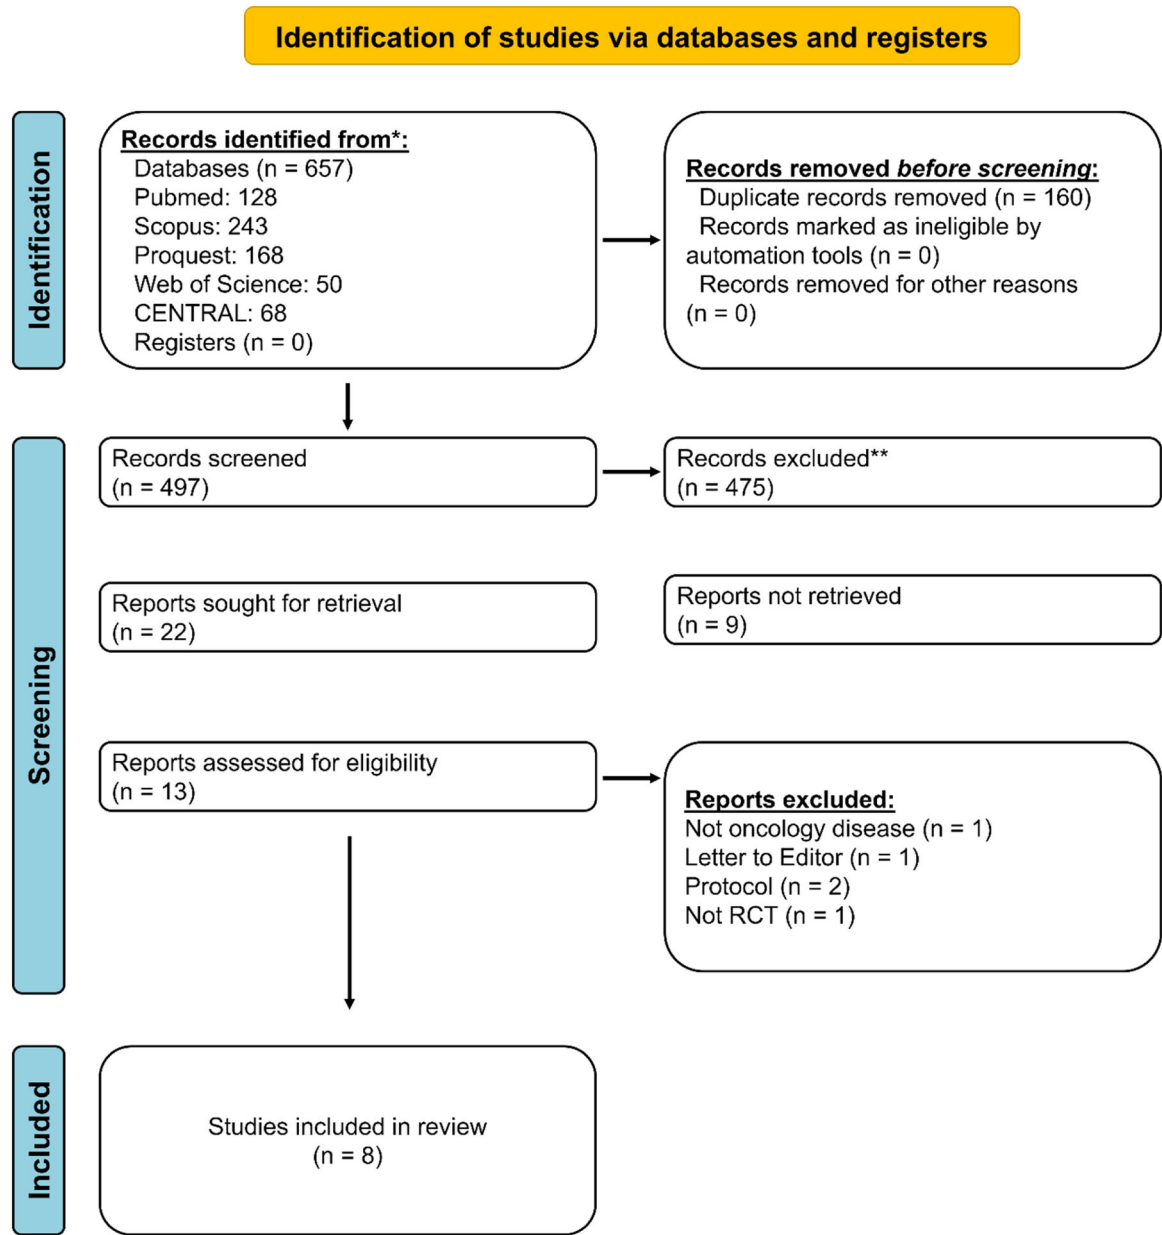 Identification of studies via databases and registers
Identification
Records identified from*:
Databases (n = 657)
Pubmed: 128
Scopus: 243
Proquest: 168
Web of Science: 50
CENTRAL: 68
Registers (n = 0)
Records removed before screening:
Duplicate records removed (n = 160)
Records marked as ineligible by
automation tools (n = 0)
Records removed for other reasons
(n = 0)
Screening
Records screened
(n = 497)
Records excluded**
(n = 475)
Reports sought for retrieval
(n = 22)
Reports not retrieved
(n = 9)
Reports assessed for eligibility
(n = 13)
Reports excluded:
Not oncology disease (n = 1)
Letter to Editor (n = 1)
Protocol (n = 2)
Not RCT (n = 1)
Included
Studies included in review
(n = 8)